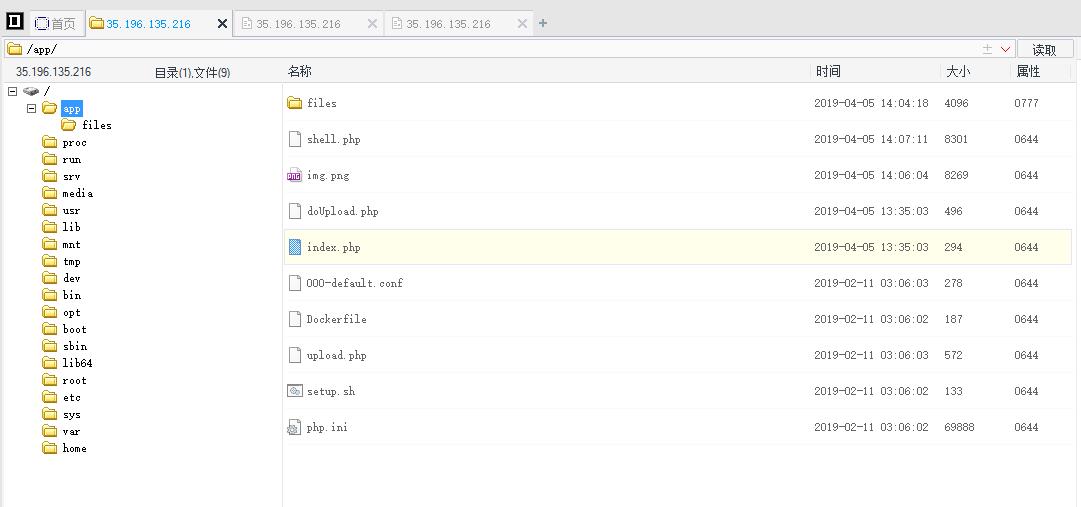 首页 35.196.135.216 35.196.135.216 35.196.135.216
/app/ 读取
35.196.135.216 目录(1),文件(9) 名称 时间 大小 属性
/
app
files
proc
run
srv
media
usr
lib
mnt
tmp
dev
bin
opt
boot
sbin
lib64
root
etc
sys
var
home
files 2019-04-05 14:04:18 4096 0777
shell.php 2019-04-05 14:07:11 8301 0644
img.png 2019-04-05 14:06:04 8269 0644
doUpload.php 2019-04-05 13:35:03 496 0644
index.php 2019-04-05 13:35:03 294 0644
000-default.conf 2019-02-11 03:06:03 278 0644
Dockerfile 2019-02-11 03:06:02 187 0644
upload.php 2019-02-11 03:06:03 572 0644
setup.sh 2019-02-11 03:06:02 133 0644
php.ini 2019-02-11 03:06:02 69888 0644